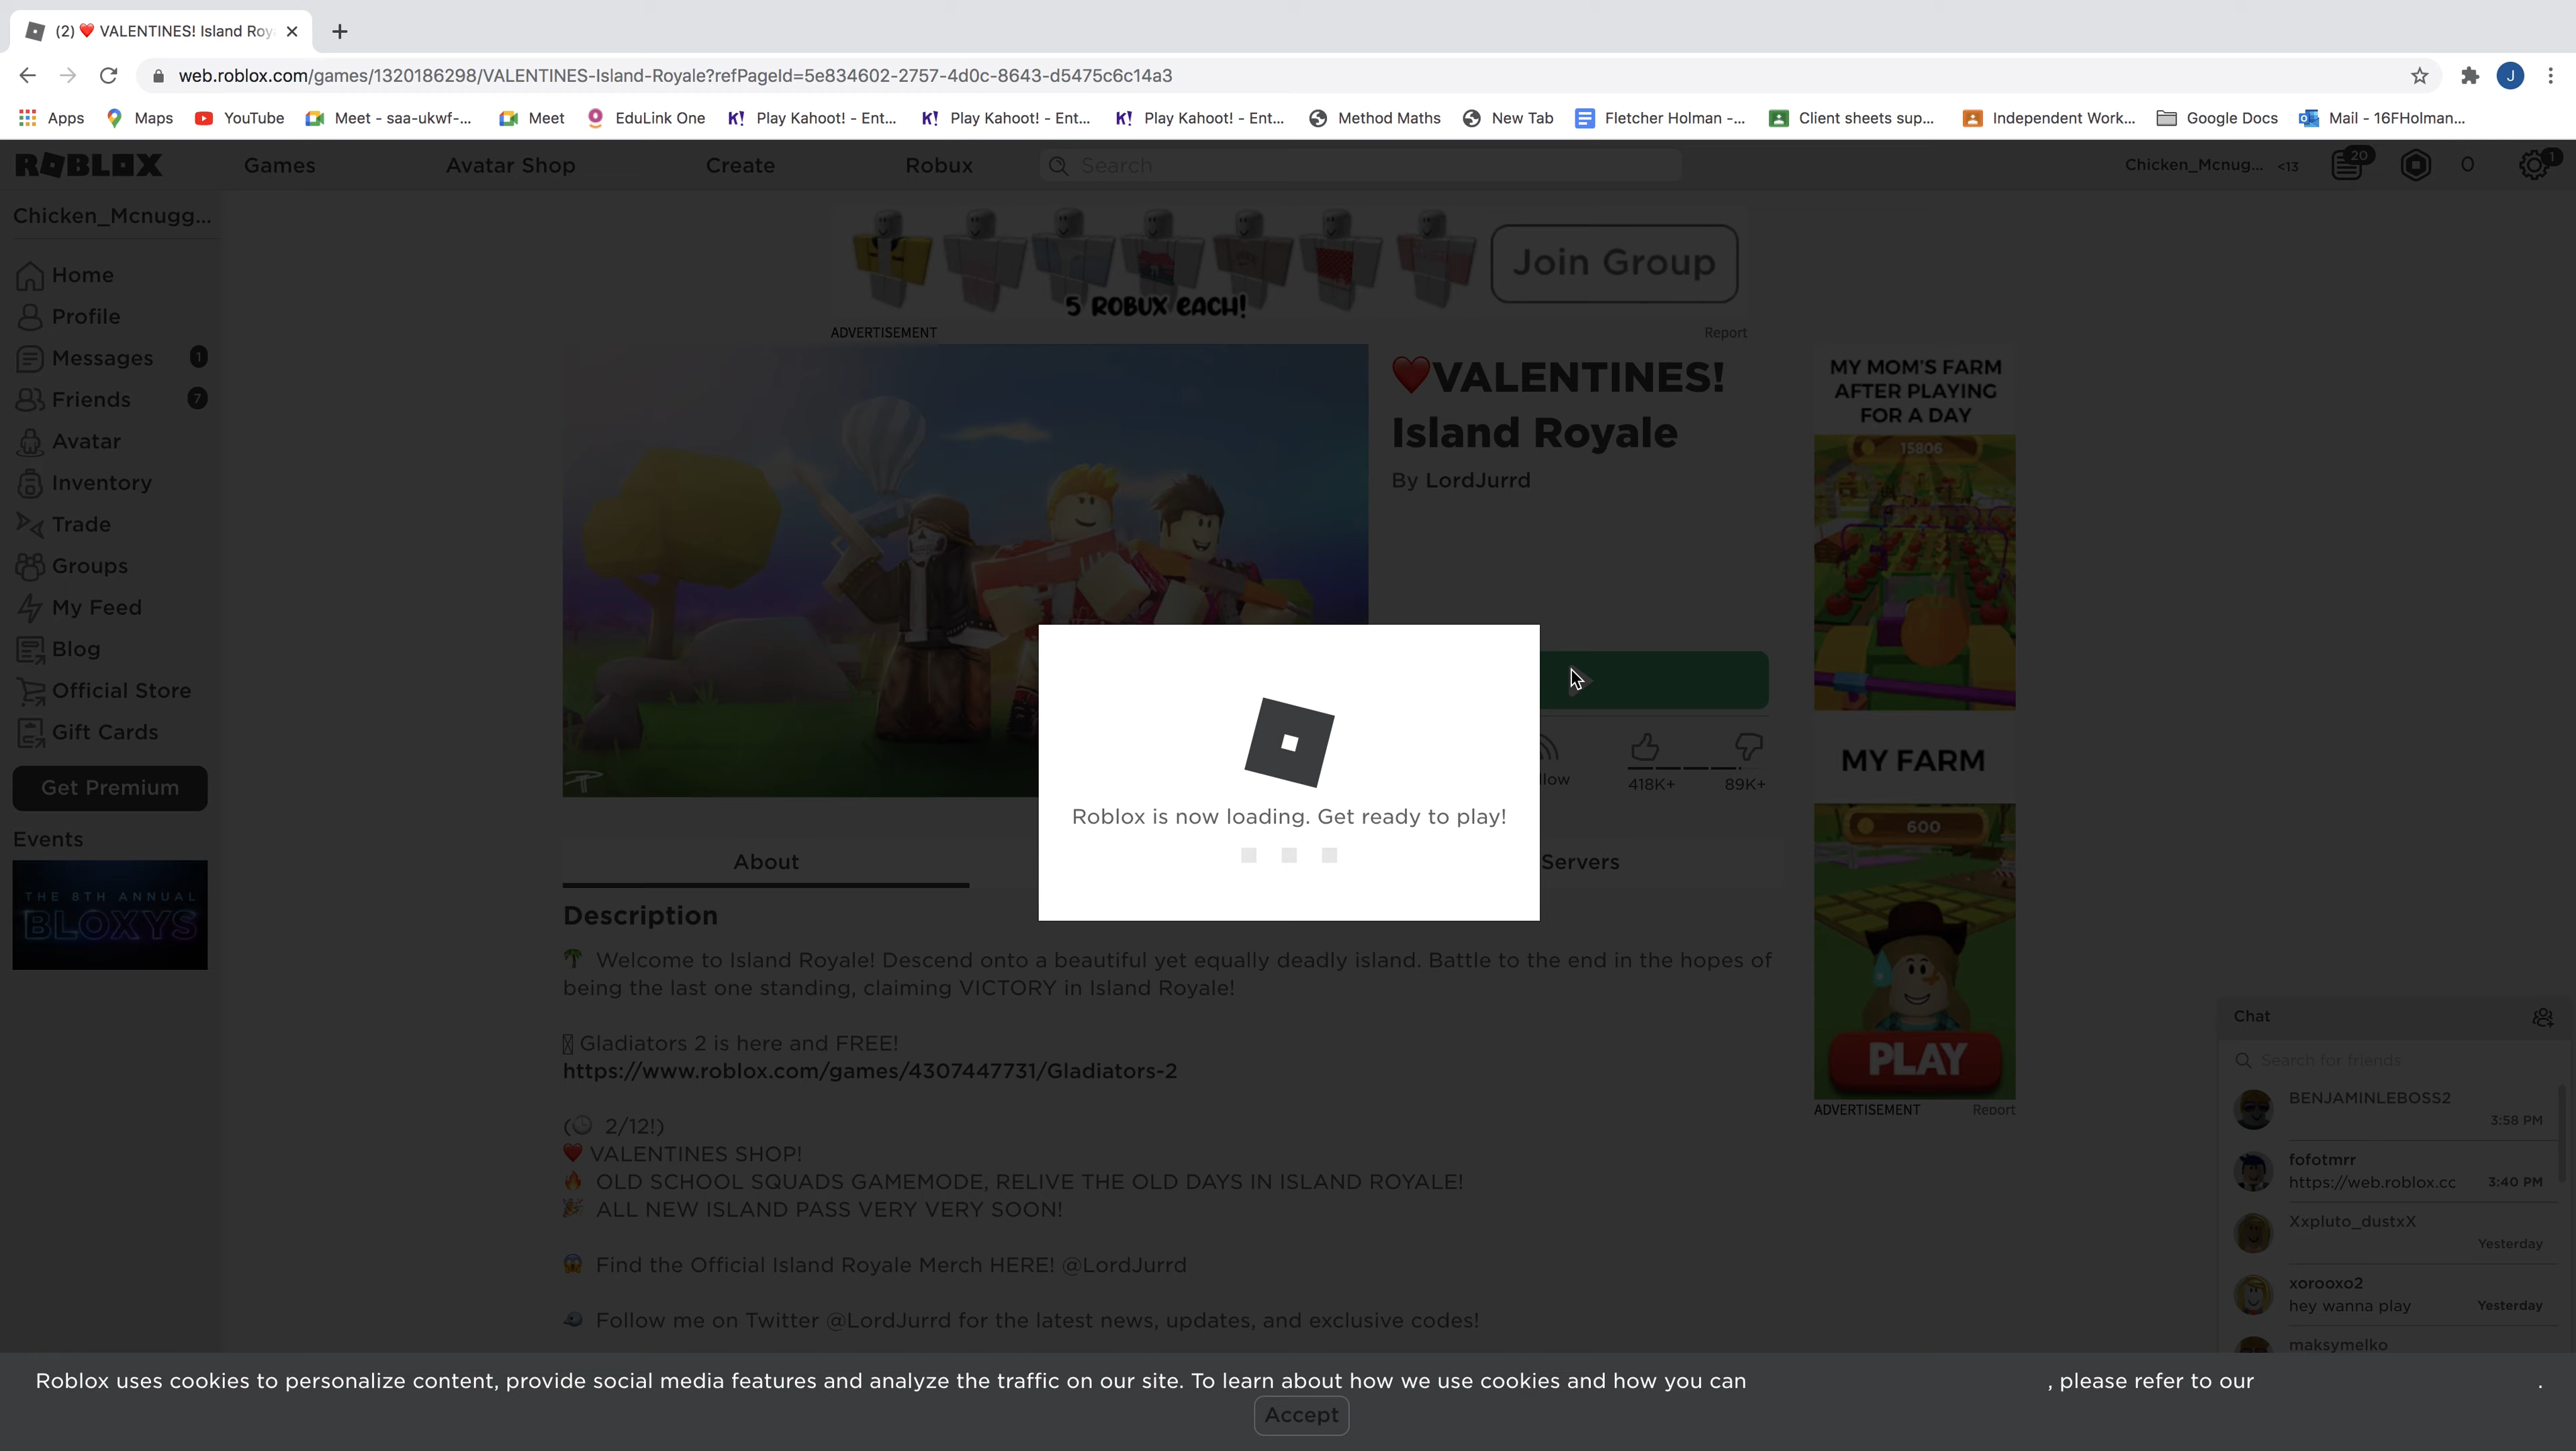 (2) ❤️ VALENTINES! Island Roy
web.roblox.com/games/1320186298/VALENTINES-Island-Royale?refPageId=5e834602-2757-4d0c-8643-d5475c6c14a3
J
Apps Maps YouTube Meet - saa-ukwf-... Meet EduLink One Play Kahoot! - Ent... Play Kahoot! - Ent... Play Kahoot! - Ent... Method Maths New Tab Fletcher Holman -... Client sheets sup... Independent Work... Google Docs Mail - 16FHolman...
ROBLOX Games Avatar Shop Create Robux Search Chicken_Mcnugg... <13 20 0 1
Chicken_Mcnugg...
Home
Profile
Messages 1
Friends 7
Avatar
Inventory
Trade
Groups
My Feed
Blog
Official Store
Gift Cards
Get Premium
Events
THE 8TH ANNUAL
BLOXYS
5 ROBUX EACH!
Join Group
ADVERTISEMENT Report
❤️VALENTINES!
Island Royale
By LordJurrd
llow 418K+ 89K+
Roblox is now loading. Get ready to play!
About Servers
Description
🌴 Welcome to Island Royale! Descend onto a beautiful yet equally deadly island. Battle to the end in the hopes of
being the last one standing, claiming VICTORY in Island Royale!
Gladiators 2 is here and FREE!
https://www.roblox.com/games/4307447731/Gladiators-2
(🕒 2/12!)
❤️ VALENTINES SHOP!
🔥 OLD SCHOOL SQUADS GAMEMODE, RELIVE THE OLD DAYS IN ISLAND ROYALE!
🎉 ALL NEW ISLAND PASS VERY VERY SOON!
😱 Find the Official Island Royale Merch HERE! @LordJurrd
Follow me on Twitter @LordJurrd for the latest news, updates, and exclusive codes!
MY MOM'S FARM
AFTER PLAYING
FOR A DAY
15806
MY FARM
600
PLAY
ADVERTISEMENT Report
Chat
Search for friends
BENJAMINLEBOSS2
3:58 PM
fofotmrr
https://web.roblox.cc 3:40 PM
Xxpluto_dustxX
Yesterday
xorooxo2
hey wanna play Yesterday
maksymelko
Roblox uses cookies to personalize content, provide social media features and analyze the traffic on our site. To learn about how we use cookies and how you can , please refer to our .
Accept